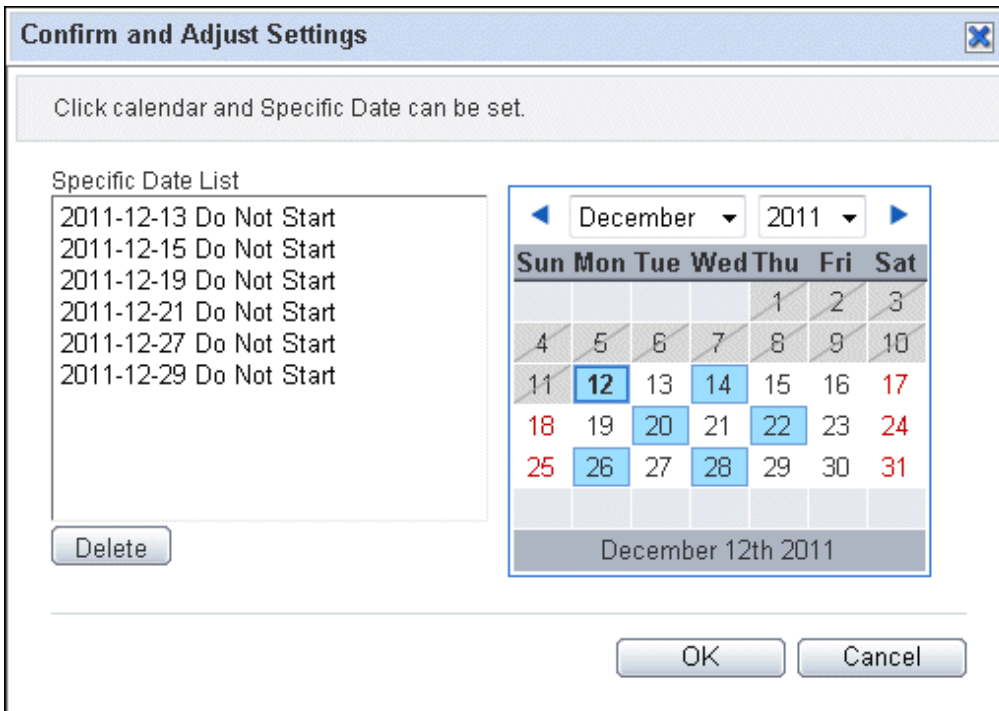 Confirm and Adjust Settings
Click calendar and Specific Date can be set.
Specific Date List
2011-12-13 Do Not Start
2011-12-15 Do Not Start
2011-12-19 Do Not Start
2011-12-21 Do Not Start
2011-12-27 Do Not Start
2011-12-29 Do Not Start
Delete
December 2011
Sun Mon Tue Wed Thu Fri Sat
1 2 3
4 5 6 7 8 9 10
11 12 13 14 15 16 17
18 19 20 21 22 23 24
25 26 27 28 29 30 31
December 12th 2011
OK Cancel